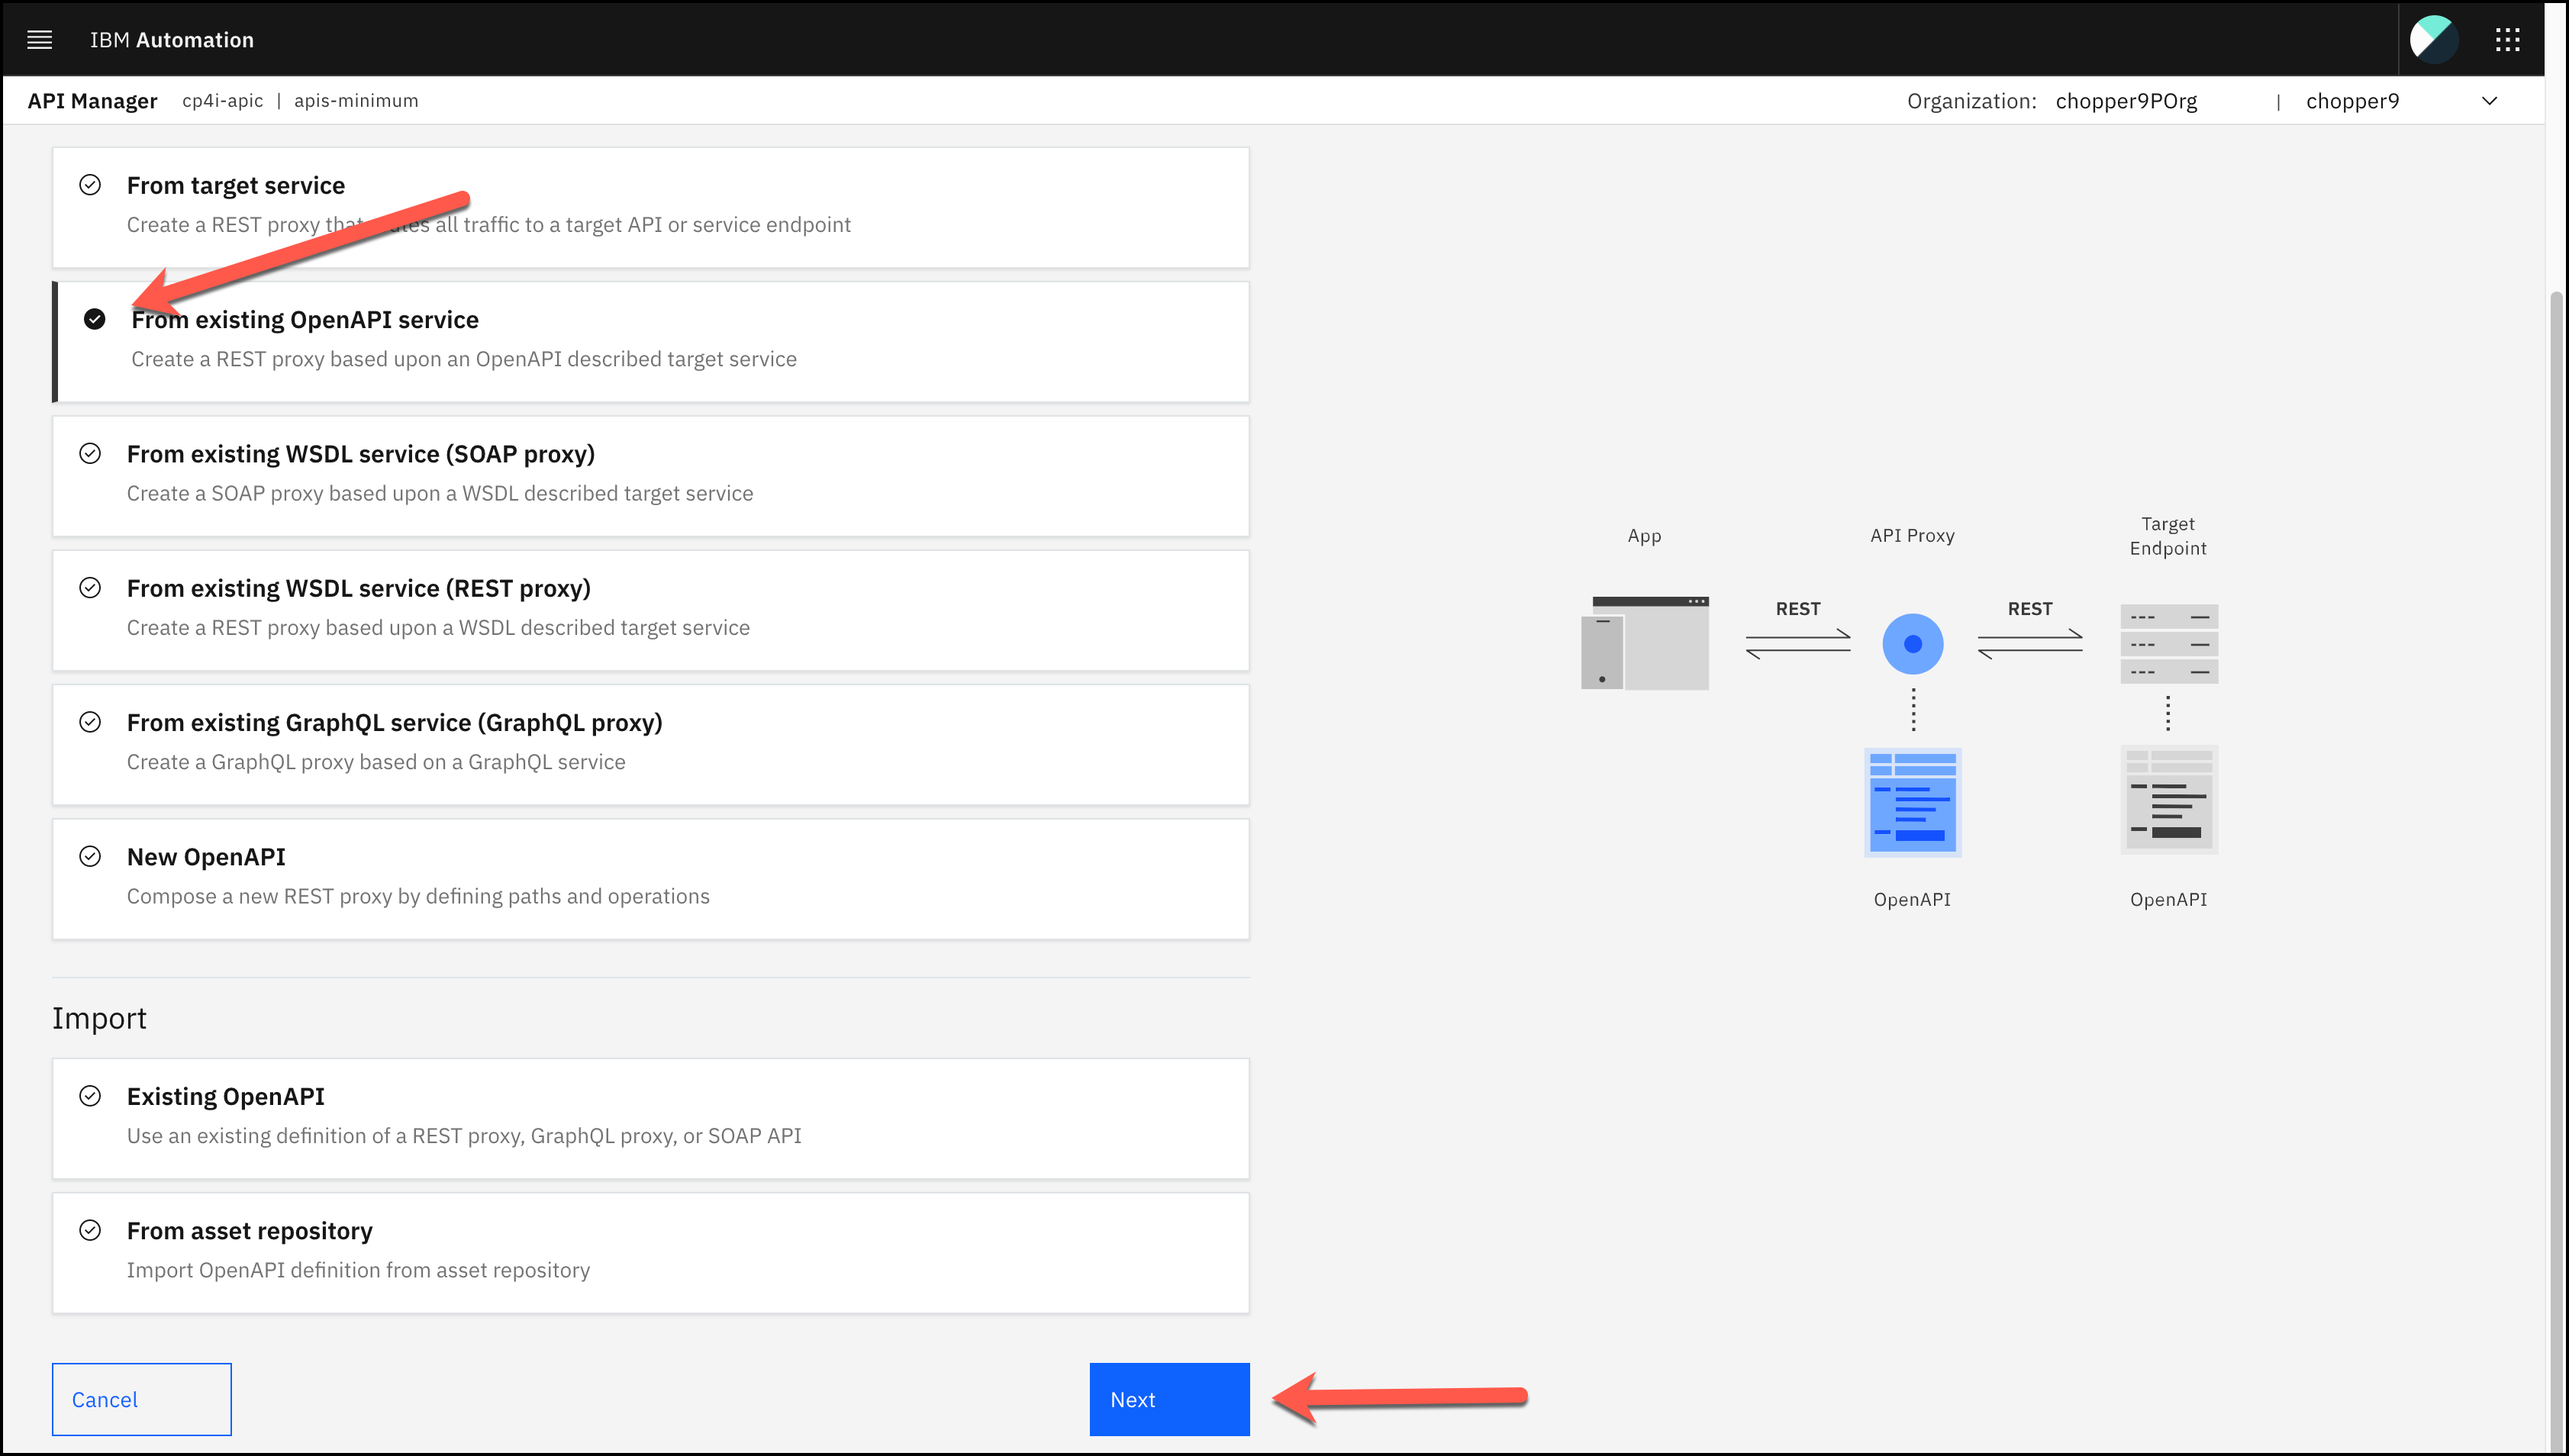 IBM Automation
API Manager cp4i-apic | apis-minimum Organization: chopper9POrg | chopper9
From target service
Create a REST proxy that all traffic to a target API or service endpoint
From existing OpenAPI service
Create a REST proxy based upon an OpenAPI described target service
From existing WSDL service (SOAP proxy)
Create a SOAP proxy based upon a WSDL described target service
From existing WSDL service (REST proxy)
Create a REST proxy based upon a WSDL described target service
From existing GraphQL service (GraphQL proxy)
Create a GraphQL proxy based on a GraphQL service
New OpenAPI
Compose a new REST proxy by defining paths and operations
Import
Existing OpenAPI
Use an existing definition of a REST proxy, GraphQL proxy, or SOAP API
From asset repository
Import OpenAPI definition from asset repository
Cancel Next
App API Proxy Target
Endpoint
REST REST
OpenAPI OpenAPI